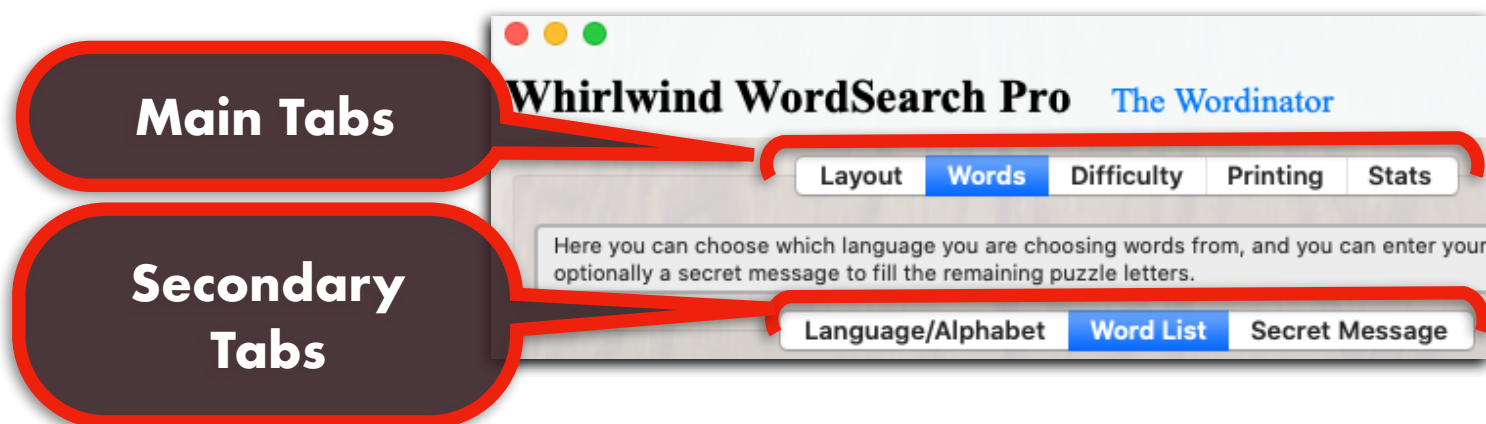 Main Tabs
Whirlwind WordSearch Pro The Wordinator
Layout Words Difficulty Printing Stats
Here you can choose which language you are choosing words from, and you can enter your
optionally a secret message to fill the remaining puzzle letters.
Secondary
Tabs
Language/Alphabet Word List Secret Message